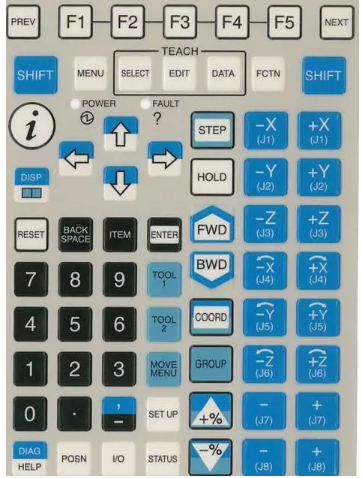 PREV F1 F2 F3 F4 F5 NEXT
TEACH
SHIFT MENU SELECT EDIT DATA FCTN SHIFT
POWER FAULT
i ? STEP -X (J1) +X (J1)
DISP HOLD -Y (J2) +Y (J2)
RESET BACK SPACE ITEM ENTER FWD -Z (J3) +Z (J3)
7 8 9 TOOL 1 BWD -X (J4) +X (J4)
4 5 6 TOOL 2 COORD -Y (J5) +Y (J5)
1 2 3 MOVE MENU GROUP -Z (J6) +Z (J6)
0 . , - SET UP +% - (J7) + (J7)
DIAG HELP POSN I/O STATUS -% - (J8) + (J8)